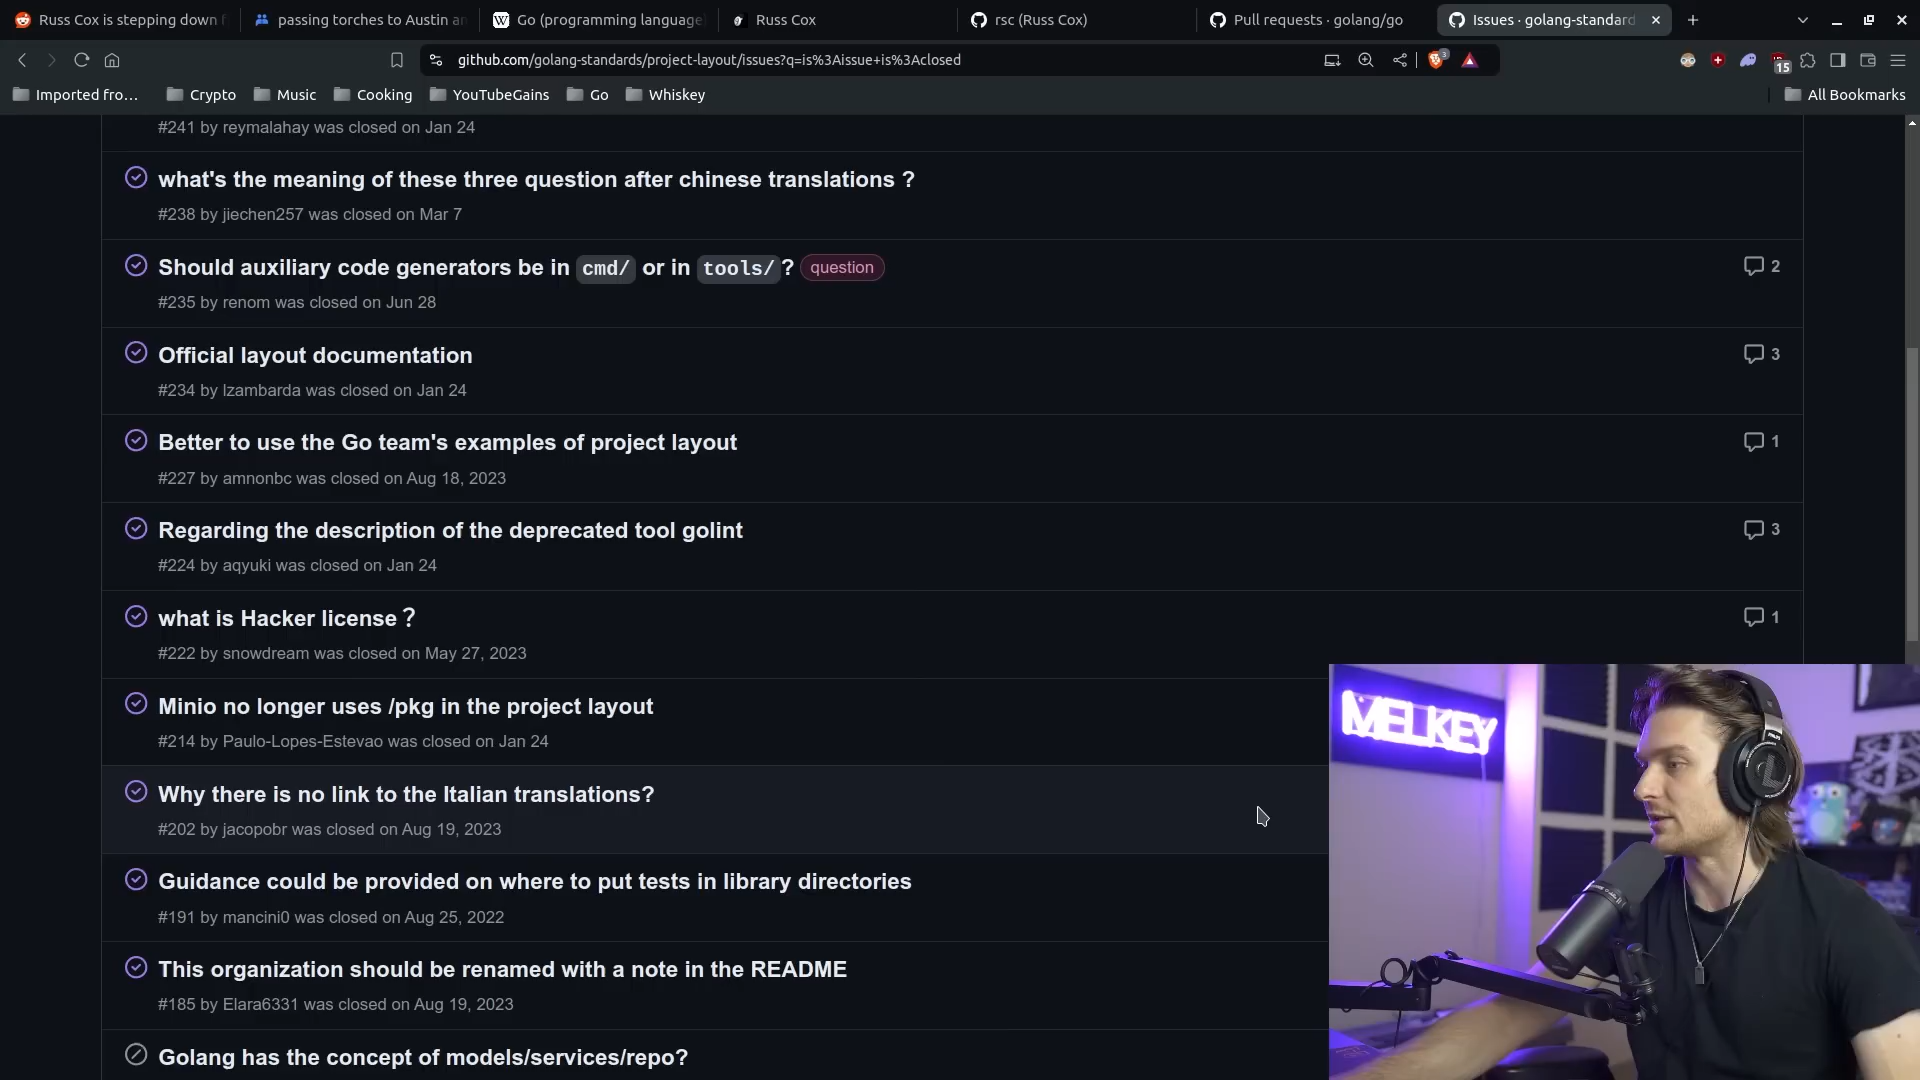 Russ Cox is stepping down f
passing torches to Austin an
Go (programming language
Russ Cox
rsc (Russ Cox)
Pull requests · golang/go
Issues · golang-standard
github.com/golang-standards/project-layout/issues?q=is%3Aissue+is%3Aclosed
3
15
Imported fro…
Crypto
Music
Cooking
YouTubeGains
Go
Whiskey
All Bookmarks
#241 by reymalahay was closed on Jan 24
what's the meaning of these three question after chinese translations ?
#238 by jiechen257 was closed on Mar 7
Should auxiliary code generators be in cmd/ or in tools/? question 2
#235 by renom was closed on Jun 28
Official layout documentation 3
#234 by lzambarda was closed on Jan 24
Better to use the Go team's examples of project layout 1
#227 by amnonbc was closed on Aug 18, 2023
Regarding the description of the deprecated tool golint 3
#224 by aqyuki was closed on Jan 24
what is Hacker license？ 1
#222 by snowdream was closed on May 27, 2023
Minio no longer uses /pkg in the project layout
#214 by Paulo-Lopes-Estevao was closed on Jan 24
Why there is no link to the Italian translations?
#202 by jacopobr was closed on Aug 19, 2023
Guidance could be provided on where to put tests in library directories
#191 by mancini0 was closed on Aug 25, 2022
This organization should be renamed with a note in the README
#185 by Elara6331 was closed on Aug 19, 2023
Golang has the concept of models/services/repo?
MELKEY
PHILIPS